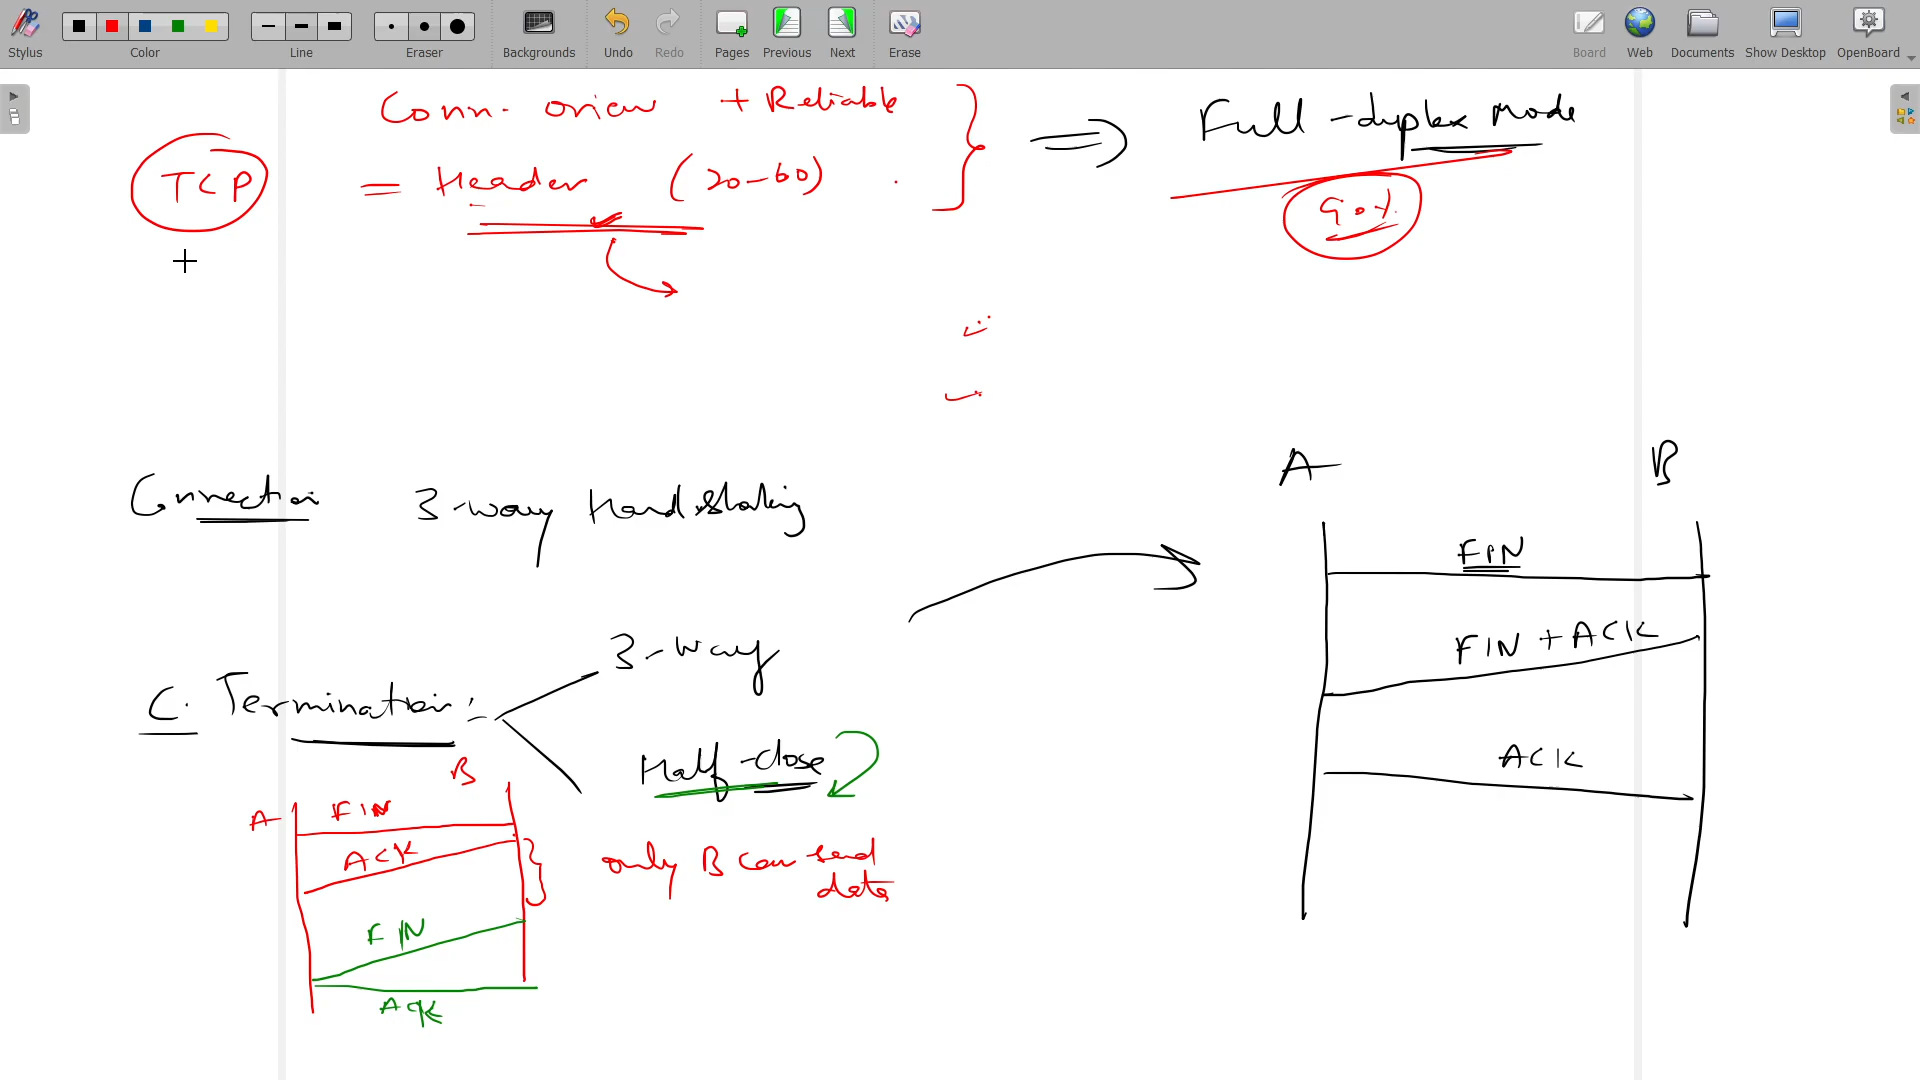 Stylus
Color
Line
Eraser
Backgrounds
Undo
Redo
Pages
Previous
Next
Erase
Board
Web
Documents
Show Desktop
OpenBoard
Conn. orien + Reliable
TCP
= Header (20-60)
Full-duplex mode
90%
Connection 3-way Handshaking
C. Termination:
3-way
Half-close
only B can send
data
A B
FIN
ACK
FIN
ACK
A B
FIN
FIN + ACK
ACK